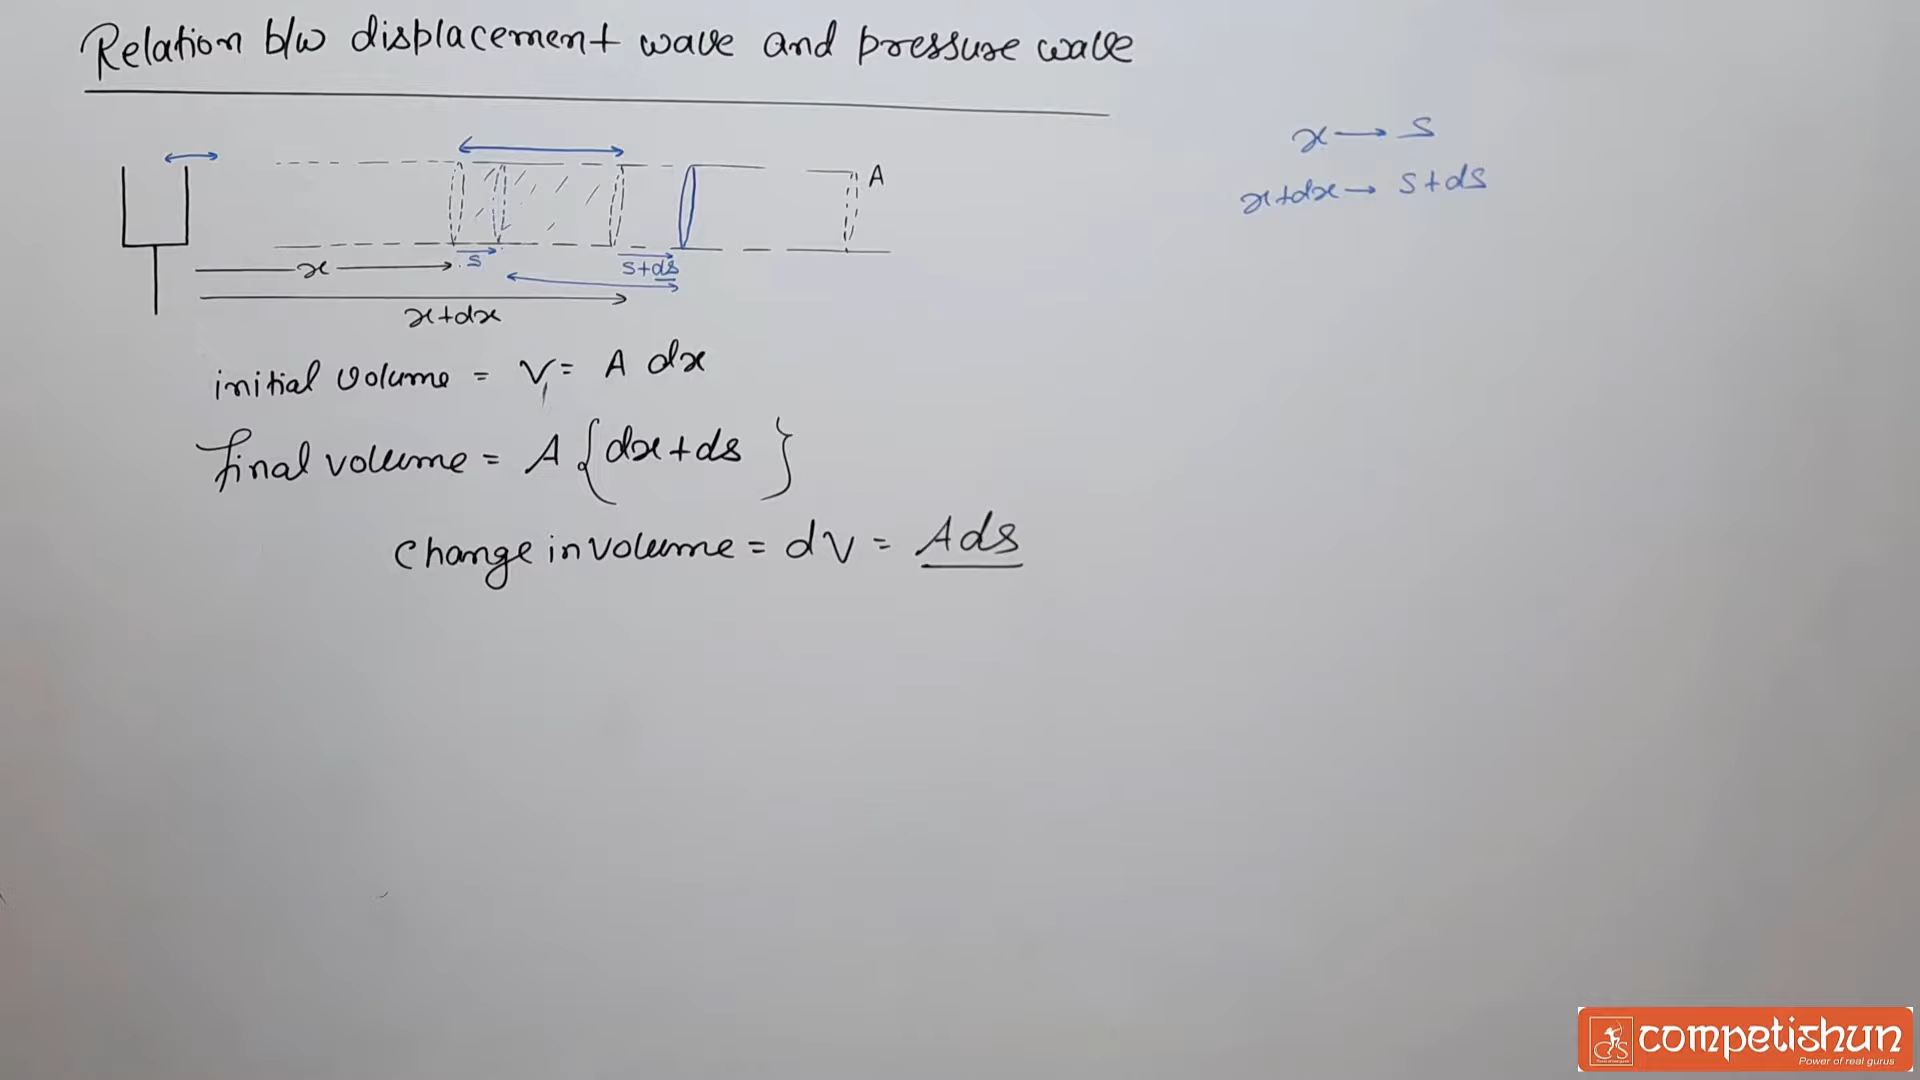 Relation b/w displacement wave and pressure wave
x → s
x+dx → s+ds
A
x
s
s+ds
x+dx
initial volume = V₁ = A dx
final volume = A { dx+ds }
change in volume = dV = Ads
competishun
Power of real gurus